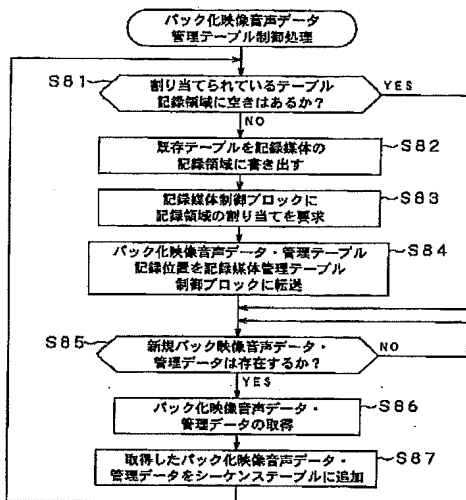 パック化映像音声データ
管理テーブル制御処理
S81
割り当てられているテーブル
記録領域に空きはあるか?
YES
NO
既存テーブルを記録媒体の
記録領域に書き出す
S82
記録媒体制御ブロックに
記録領域の割り当てを要求
S83
パック化映像音声データ・管理テーブル
記録位置を記録媒体管理テーブル
制御ブロックに転送
S84
S85
新規パック映像音声データ・
管理データは存在するか?
NO
YES
パック化映像音声データ・
管理データの取得
S86
取得したパック化映像音声データ・
管理データをシーケンステーブルに追加
S87